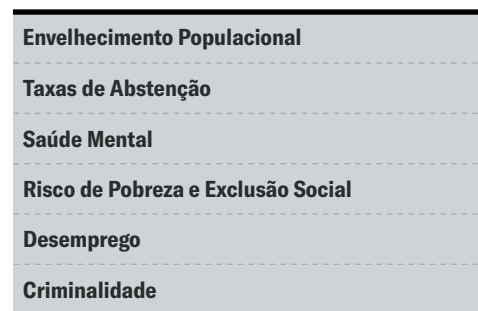 Envelhecimento Populacional
Taxas de Abstenção
Saúde Mental
Risco de Pobreza e Exclusão Social
Desemprego
Criminalidade